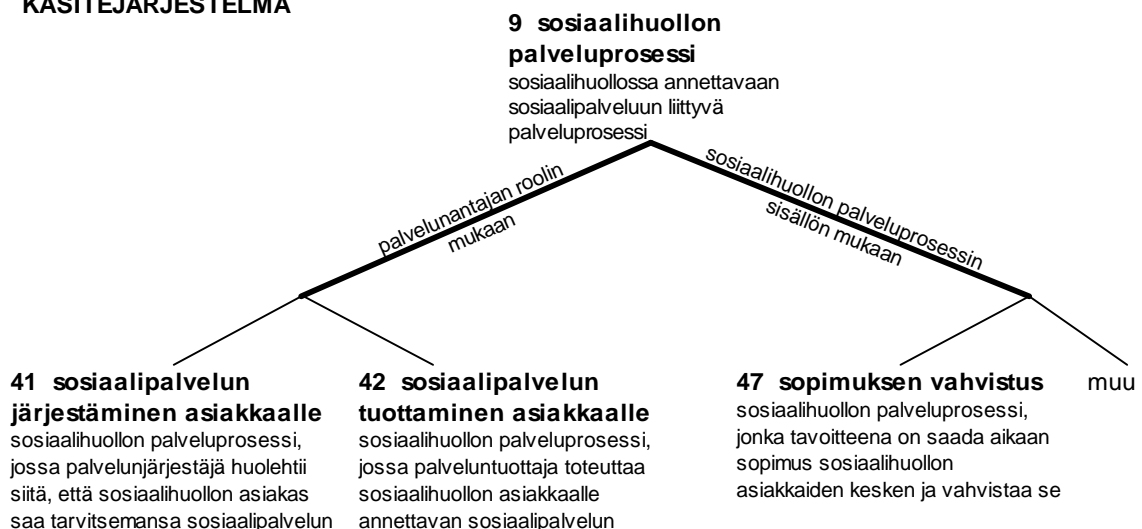 KÄSITEJÄRJESTELMÄ
9 sosiaalihuollon
palveluprosessi
sosiaalihuollossa annettavaan
sosiaalipalveluun liittyvä
palveluprosessi
palvelunantajan roolin
mukaan
sosiaalihuollon palveluprosessin
sisällön mukaan
41 sosiaalipalvelun
järjestäminen asiakkaalle
sosiaalihuollon palveluprosessi,
jossa palvelunjärjestäjä huolehtii
siitä, että sosiaalihuollon asiakas
saa tarvitsemansa sosiaalipalvelun
42 sosiaalipalvelun
tuottaminen asiakkaalle
sosiaalihuollon palveluprosessi,
jossa palveluntuottaja toteuttaa
sosiaalihuollon asiakkaalle
annettavan sosiaalipalvelun
47 sopimuksen vahvistus
sosiaalihuollon palveluprosessi,
jonka tavoitteena on saada aikaan
sopimus sosiaalihuollon
asiakkaiden kesken ja vahvistaa se
muu